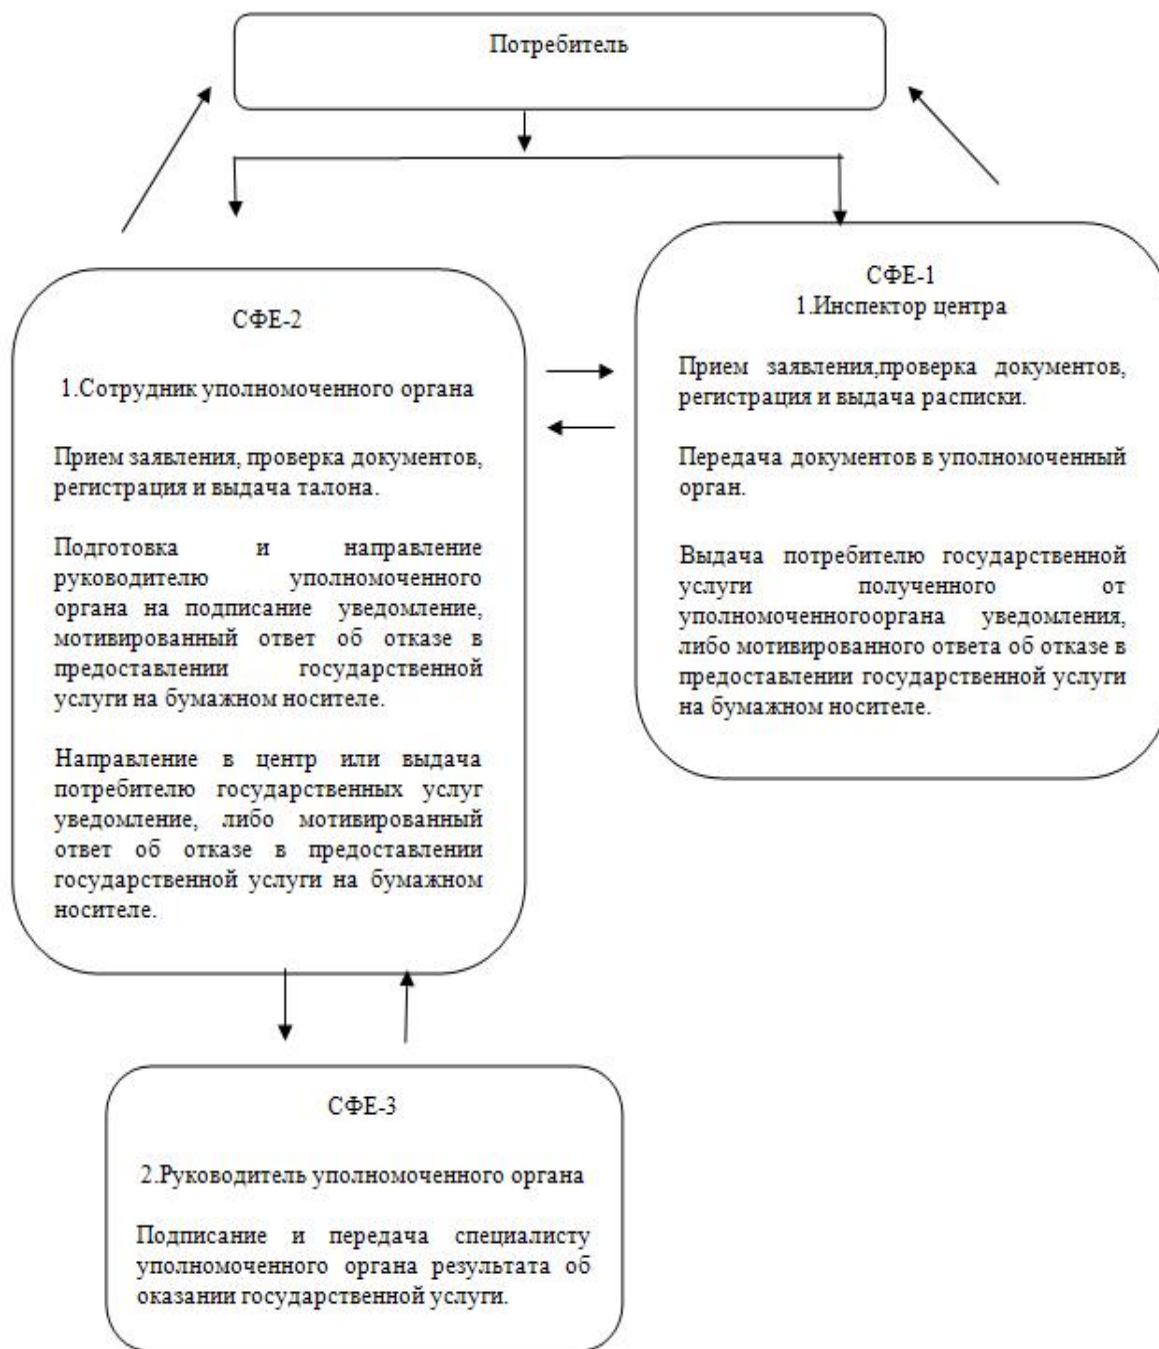 Потребитель
СФЕ-2
1.Сотрудник уполномоченного органа
Прием заявления, проверка документов,
регистрация и выдача талона.
Подготовка и направление
руководителю уполномоченного
органа на подписание уведомление,
мотивированный ответ об отказе в
предоставлении государственной
услуги на бумажном носителе.
Направление в центр или выдача
потребителю государственных услуг
уведомление, либо мотивированный
ответ об отказе в предоставлении
государственной услуги на бумажном
носителе.
СФЕ-1
1.Инспектор центра
Прием заявления,проверка документов,
регистрация и выдача расписки.
Передача документов в уполномоченный
орган.
Выдача потребителю государственной
услуги полученного от
уполномоченногооргана уведомления,
либо мотивированного ответа об отказе в
предоставлении государственной услуги
на бумажном носителе.
СФЕ-3
2.Руководитель уполномоченного органа
Подписание и передача специалисту
уполномоченного органа результата об
оказании государственной услуги.